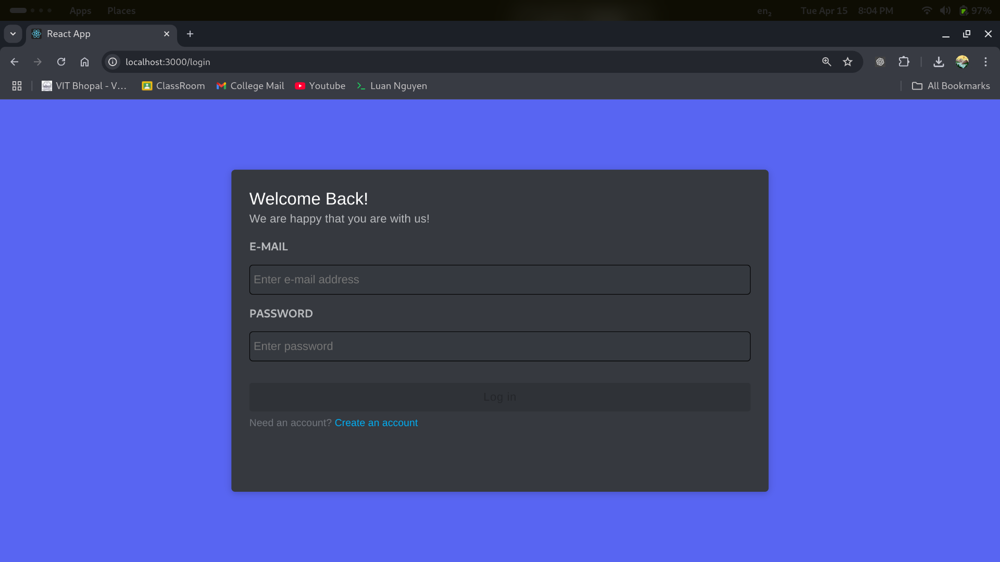 Apps Places en₂ Tue Apr 15 8:04 PM 97%
React App
localhost:3000/login
VIT Bhopal - V... ClassRoom College Mail Youtube Luan Nguyen All Bookmarks
Welcome Back!
We are happy that you are with us!
E-MAIL
Enter e-mail address
PASSWORD
Enter password
Log in
Need an account? Create an account